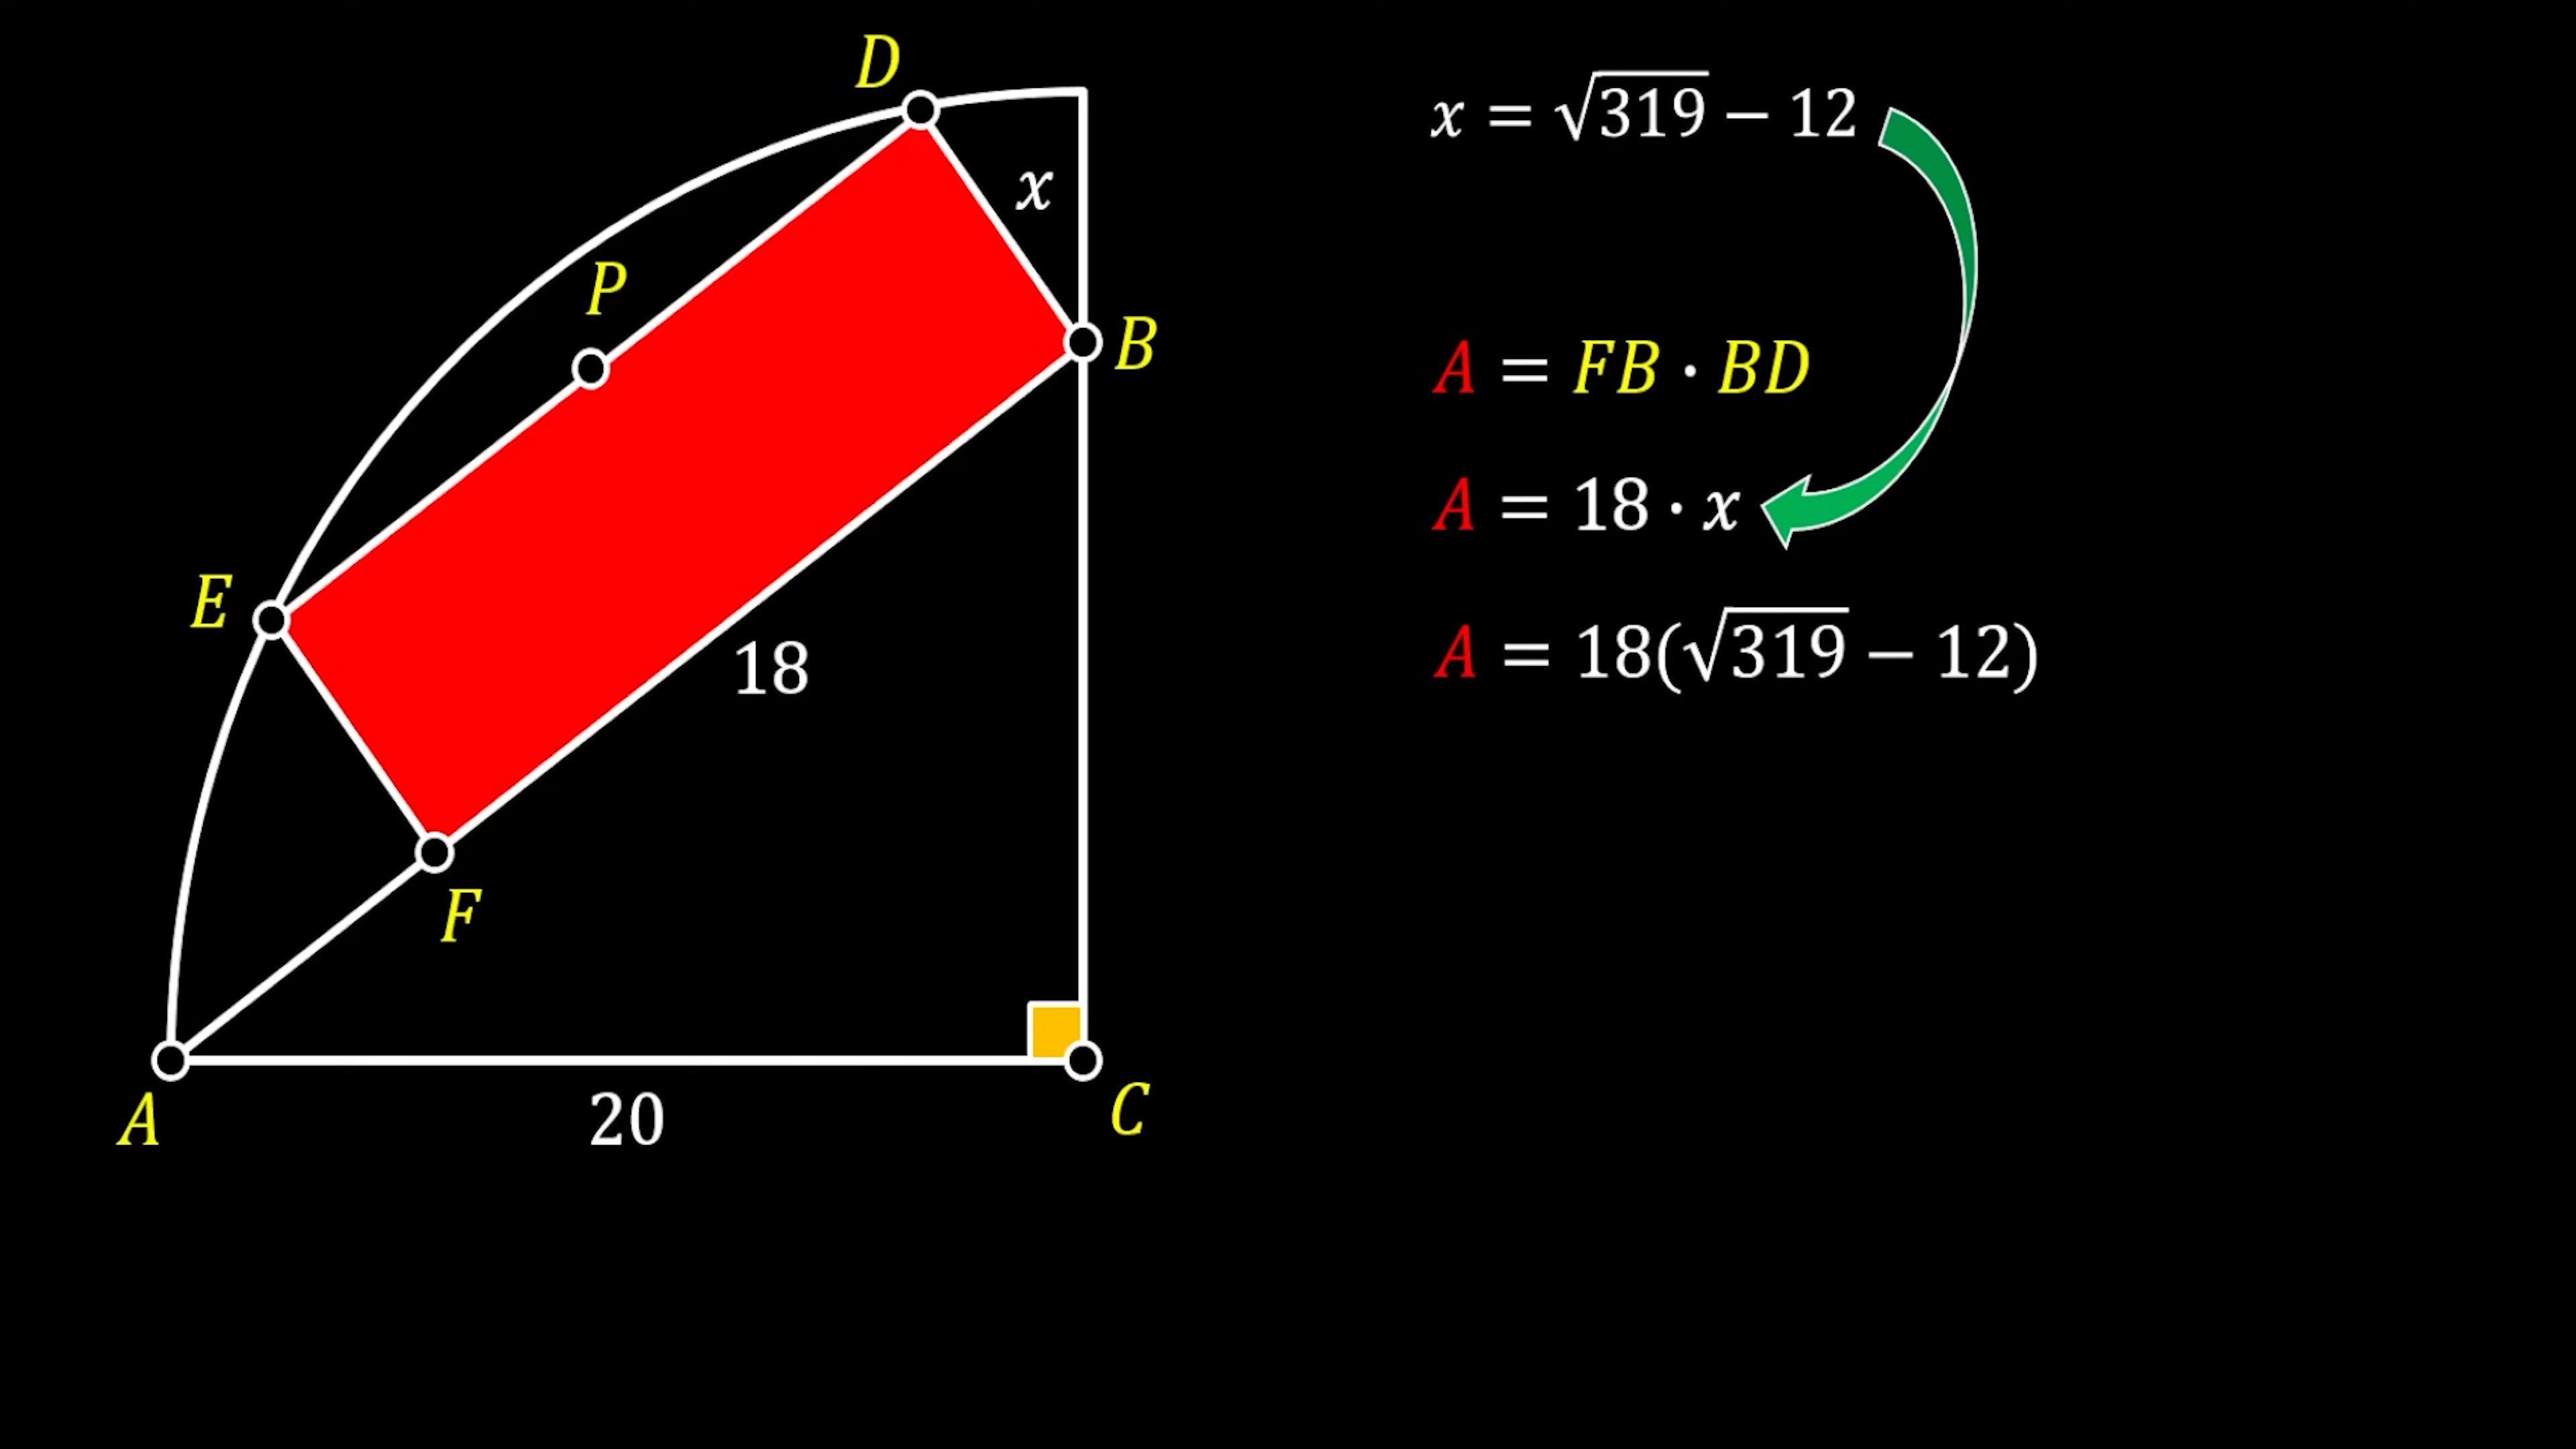 D
x = √319 − 12
x
P
B
A = FB · BD
A = 18 · x
E
18
A = 18(√319 − 12)
F
A
20
C